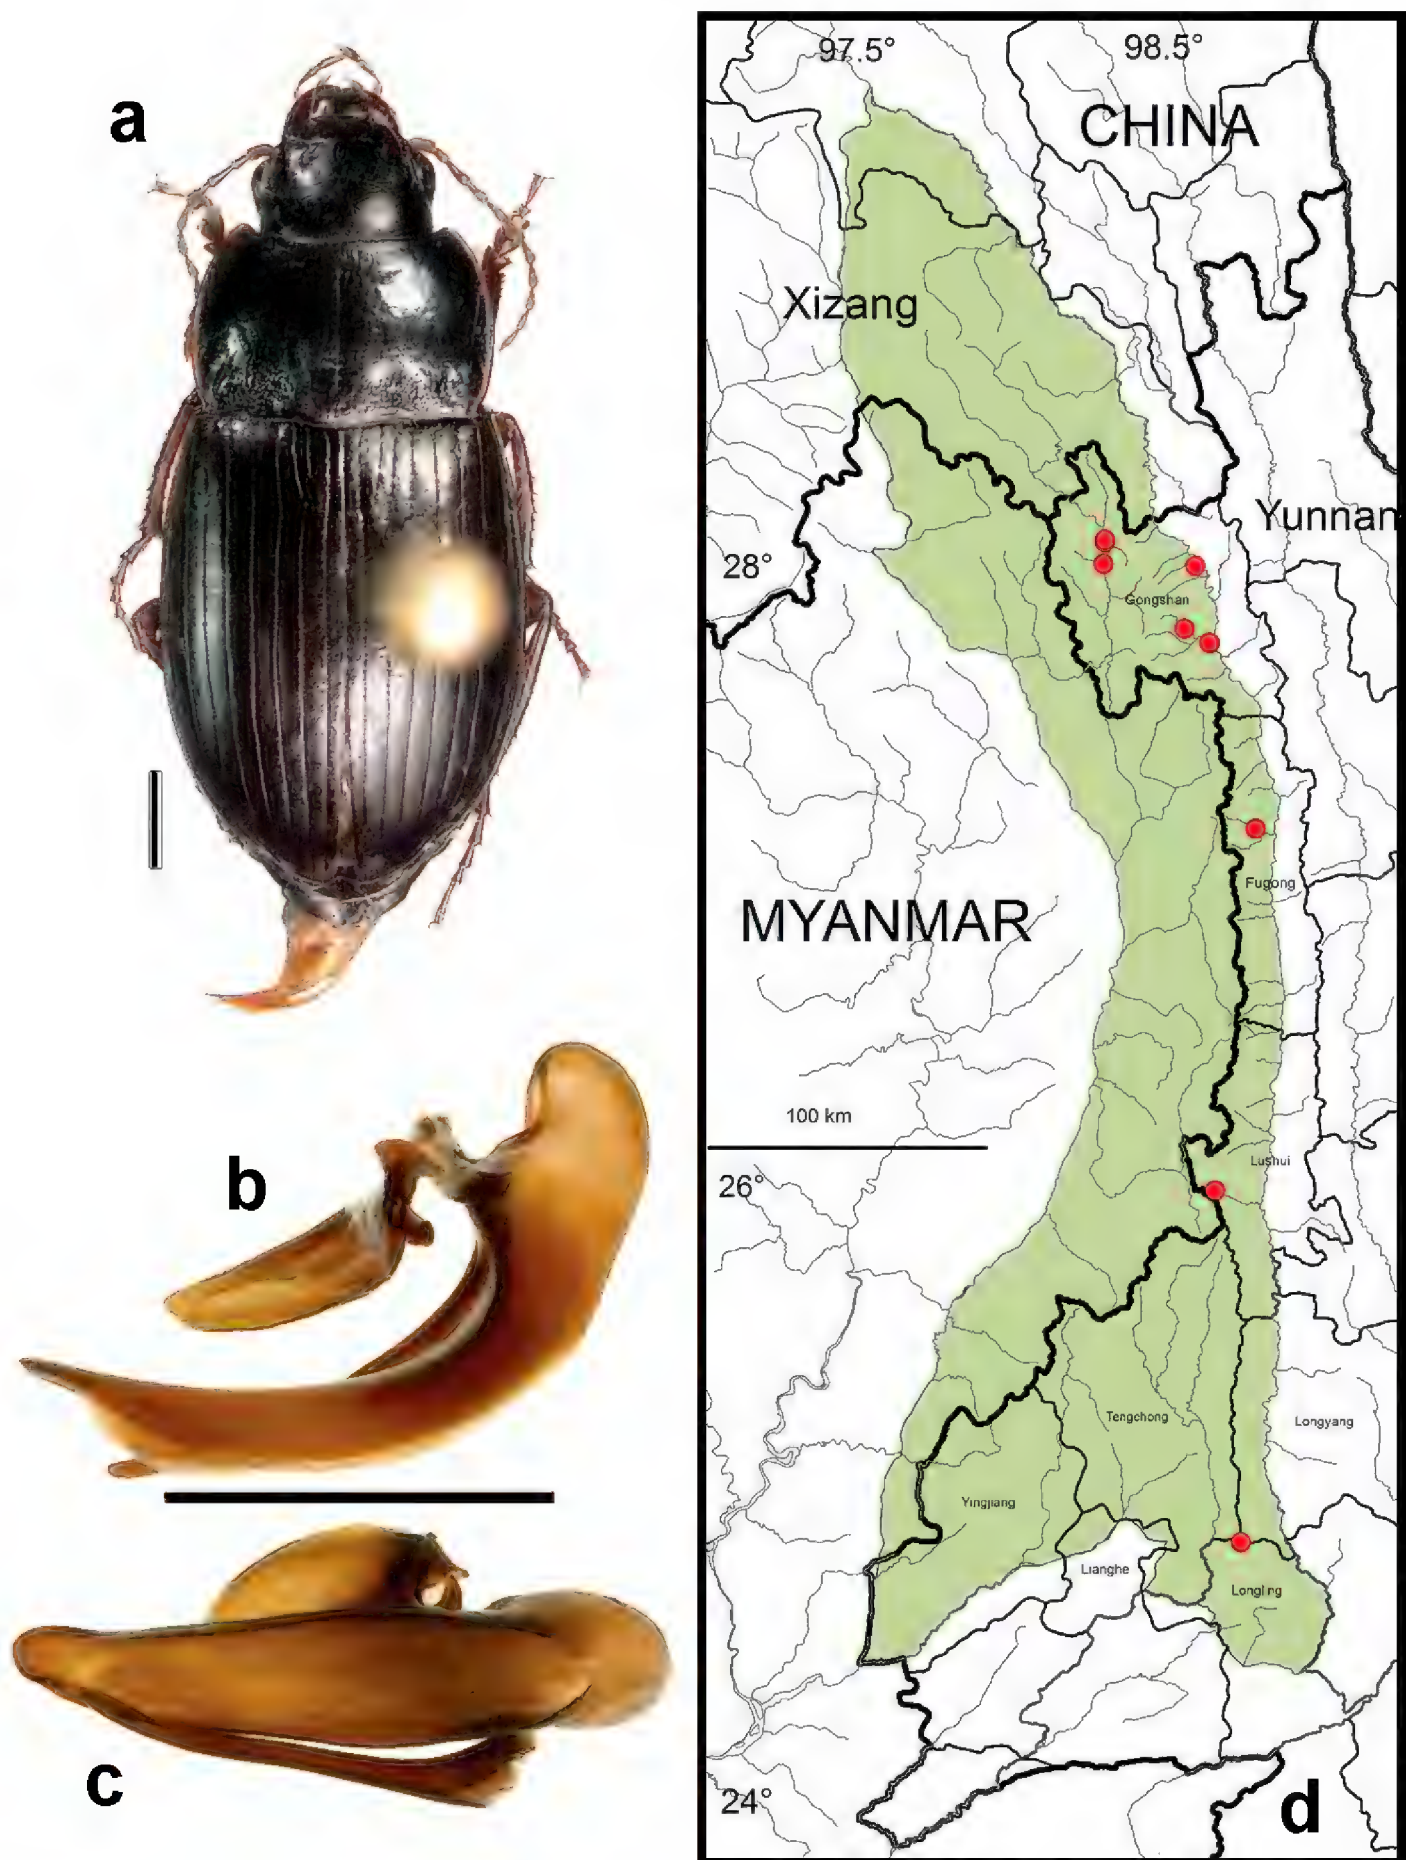 a
b
c
97.5°
98.5°
CHINA
Xizang
Yunnan
28°
Gongshan
Fugong
MYANMAR
100 km
26°
Lushui
Tengchong
Longyang
Yingjiang
Lianghe
Longling
24°
d